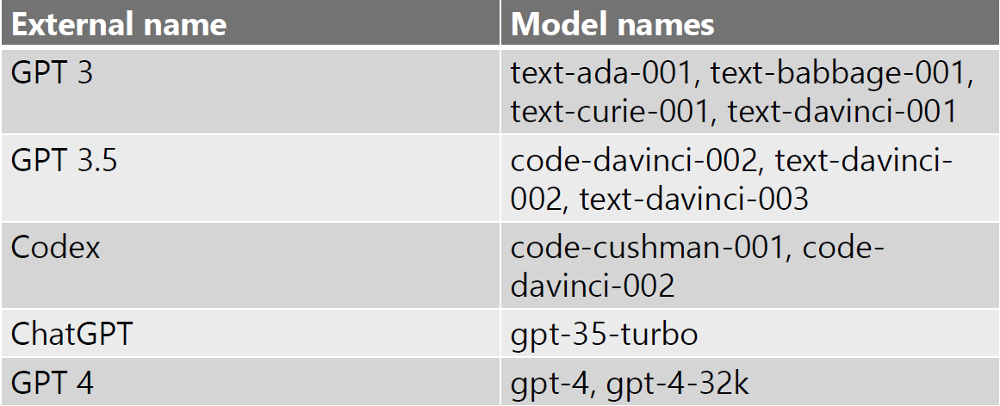 External name
Model names
GPT 3
text-ada-001, text-babbage-001,
text-curie-001, text-davinci-001
GPT 3.5
code-davinci-002, text-davinci-
002, text-davinci-003
Codex
code-cushman-001, code-
davinci-002
ChatGPT
gpt-35-turbo
GPT 4
gpt-4, gpt-4-32k